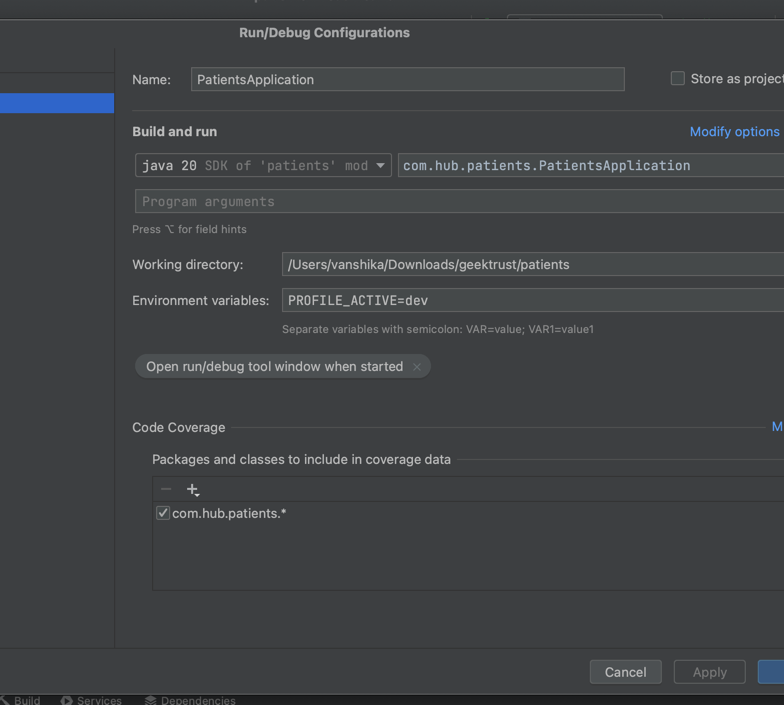 Run/Debug Configurations
Name: PatientsApplication Store as project
Build and run Modify options
java 20 SDK of 'patients' mod com.hub.patients.PatientsApplication
Program arguments
Press ⌥ for field hints
Working directory: /Users/vanshika/Downloads/geektrust/patients
Environment variables: PROFILE_ACTIVE=dev
Separate variables with semicolon: VAR=value; VAR1=value1
Open run/debug tool window when started ×
Code Coverage M
Packages and classes to include in coverage data
com.hub.patients.*
Cancel Apply
Build Services Dependencies